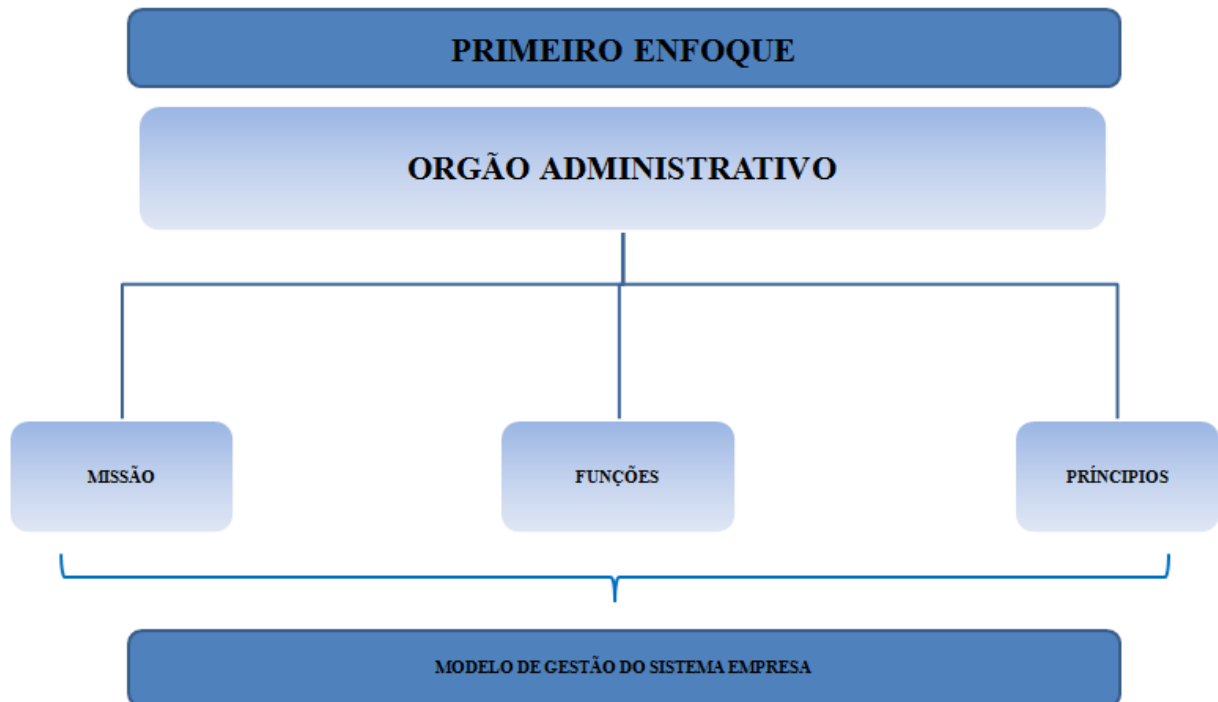 PRIMEIRO ENFOQUE
ORGÃO ADMINISTRATIVO
MISSÃO
FUNÇÕES
PRÍNCIPIOS
MODELO DE GESTÃO DO SISTEMA EMPRESA